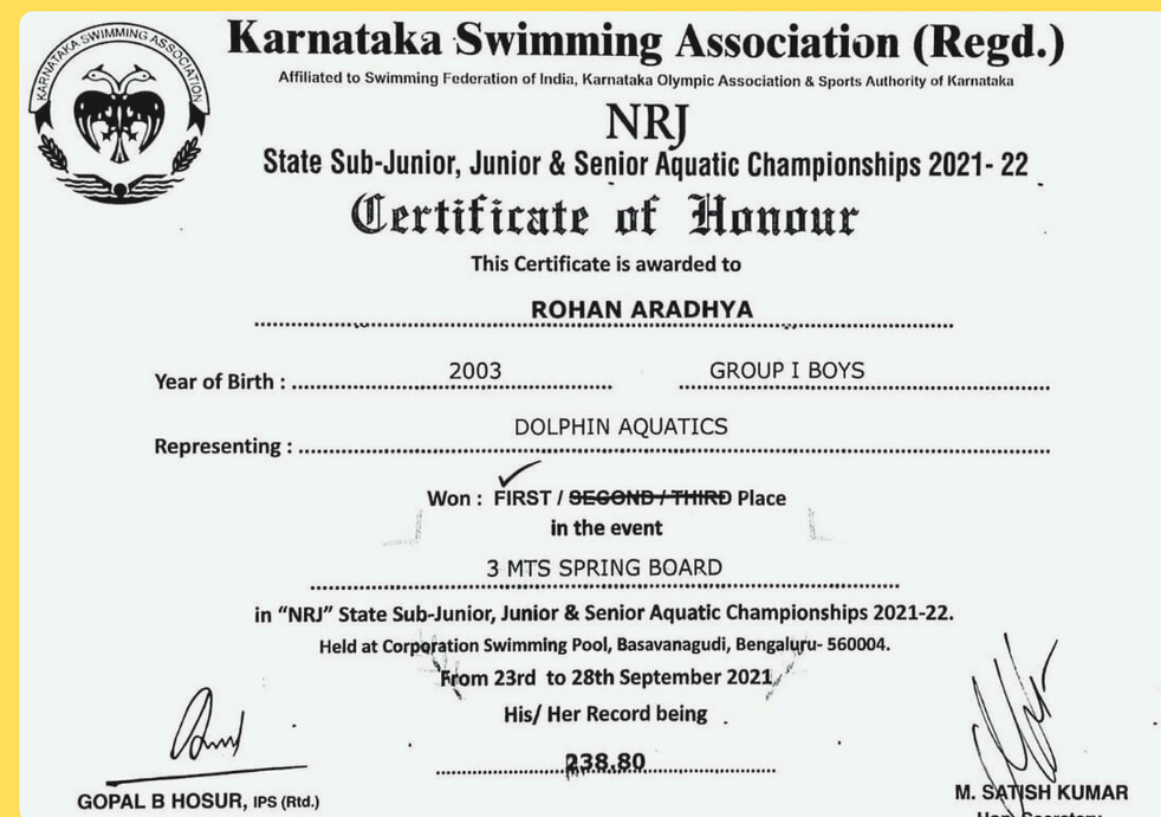 KARNATAKA SWIMMING ASSOCIATION
Karnataka Swimming Association (Regd.)
Affiliated to Swimming Federation of India, Karnataka Olympic Association & Sports Authority of Karnataka
NRJ
State Sub-Junior, Junior & Senior Aquatic Championships 2021- 22
Certificate of Honour
This Certificate is awarded to
ROHAN ARADHYA
Year of Birth : 2003 GROUP I BOYS
Representing : DOLPHIN AQUATICS
Won : FIRST / SECOND / THIRD Place
in the event
3 MTS SPRING BOARD
in “NRJ” State Sub-Junior, Junior & Senior Aquatic Championships 2021-22.
Held at Corporation Swimming Pool, Basavanagudi, Bengaluru- 560004.
From 23rd to 28th September 2021
His/ Her Record being
238.80
GOPAL B HOSUR, IPS (Rtd.)
M. SATISH KUMAR
Hon. Secretary